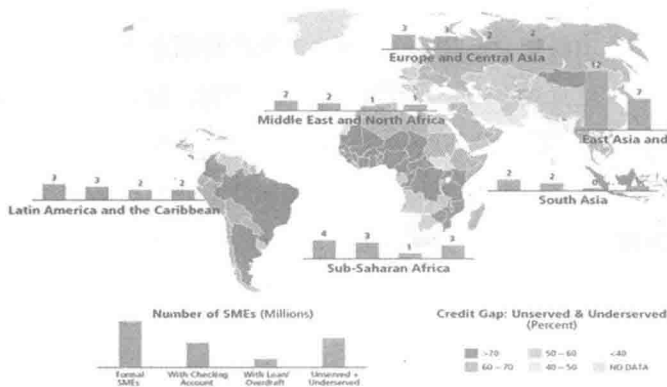 3 3 2 2
Europe and Central Asia
12
7
2 2 1 1
Middle East and North Africa
East Asia and
3 3 2 2
Latin America and the Caribbean
2 2 0
South Asia
4 3 1 3
Sub-Saharan Africa
Number of SMEs (Millions)
Formal SMEs
With Checking Account
With Loan/ Overdraft
Unserved + Underserved
Credit Gap: Unserved & Underserved
(Percent)
>70 50 – 60 <40
60 – 70 40 – 50 NO DATA